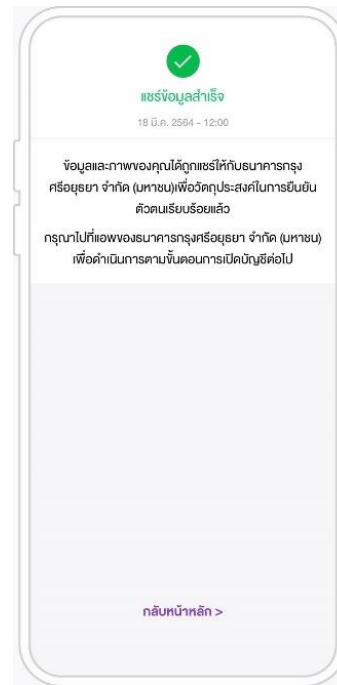 แชร์ข้อมูลสำเร็จ
18 มี.ค. 2564 - 12:00
ข้อมูลและภาพของคุณได้ถูกแชร์ให้กับธนาคารกรุง
ศรีอยุธยา จำกัด (มหาชน)เพื่อวัตถุประสงค์ในการยืนยัน
ตัวตนเรียบร้อยแล้ว
กรุณาไปที่แอพของธนาคารกรุงศรีอยุธยา จำกัด (มหาชน)
เพื่อดำเนินการตามขั้นตอนการเปิดบัญชีต่อไป
กลับหน้าหลัก >